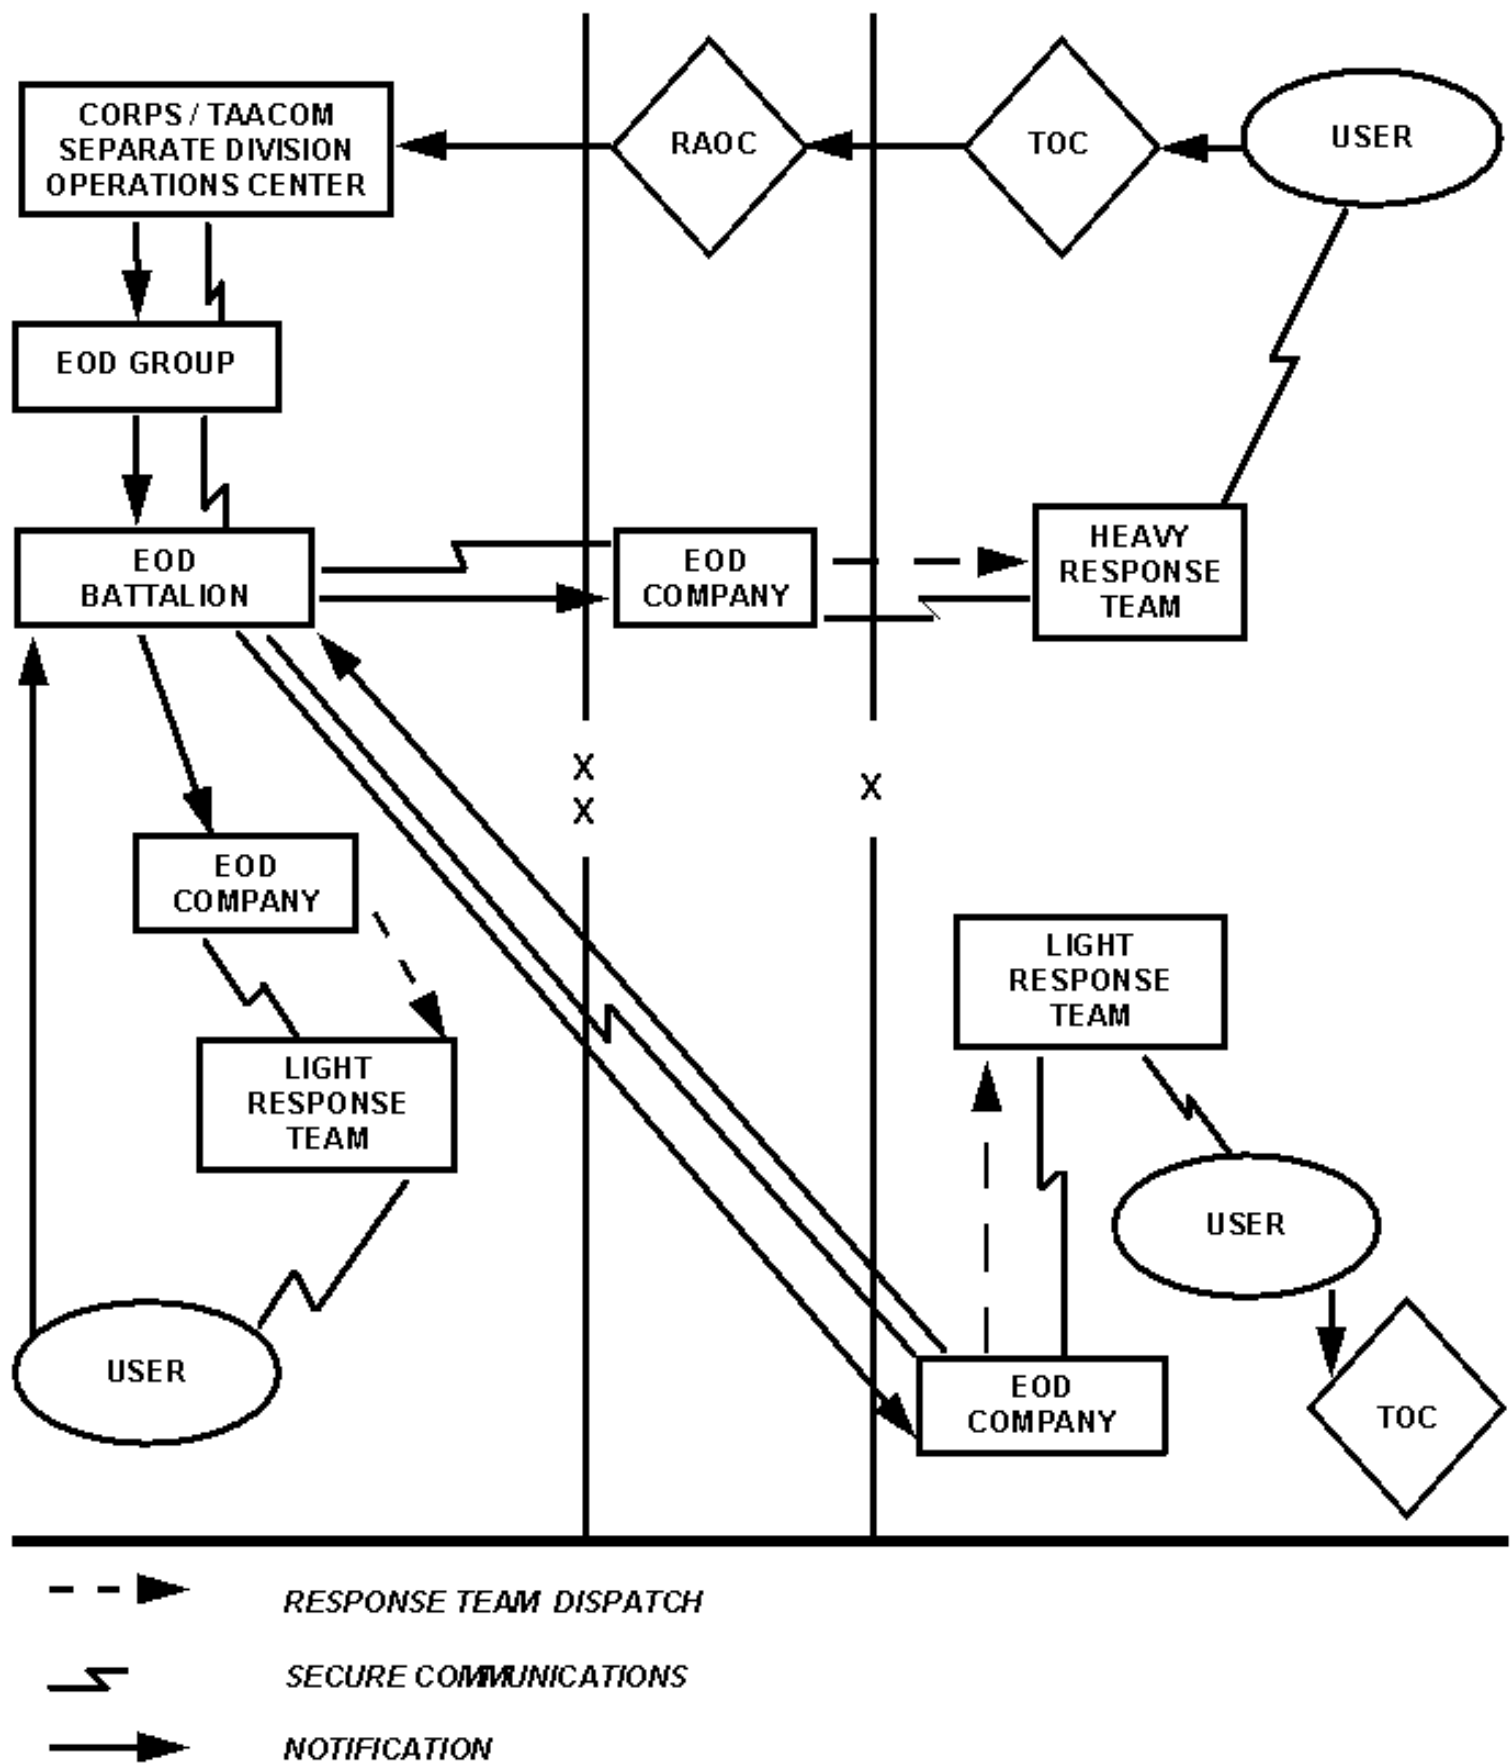 CORPS / TAACOM
SEPARATE DIVISION
OPERATIONS CENTER
RAOC
TOC
USER
EOD GROUP
EOD
BATTALION
EOD
COMPANY
HEAVY
RESPONSE
TEAM
X
X
X
EOD
COMPANY
LIGHT
RESPONSE
TEAM
LIGHT
RESPONSE
TEAM
USER
USER
EOD
COMPANY
TOC
RESPONSE TEAM DISPATCH
SECURE COMMUNICATIONS
NOTIFICATION